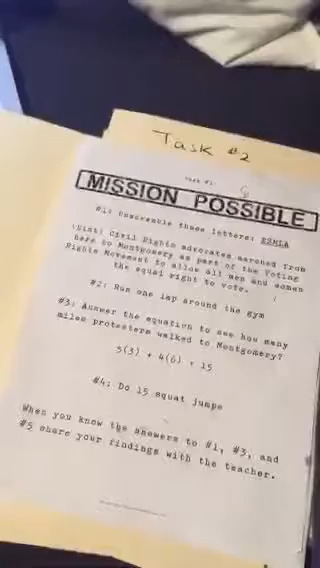 Task #2
Task #2
MISSION POSSIBLE
#1: Unscramble these letters: ESMLA
(Hint: Civil Rights advocates marched from
here to Montgomery as part of the Voting
Rights Movement to allow all men and women
the equal right to vote.
#2: Run one lap around the gym
#3: Answer the equation to see how many
miles protesters walked to Montgomery?
5(3) + 4(6) + 15
#4: Do 15 squat jumps
When you know the answers to #1, #3, and
#5 share your findings with the teacher.